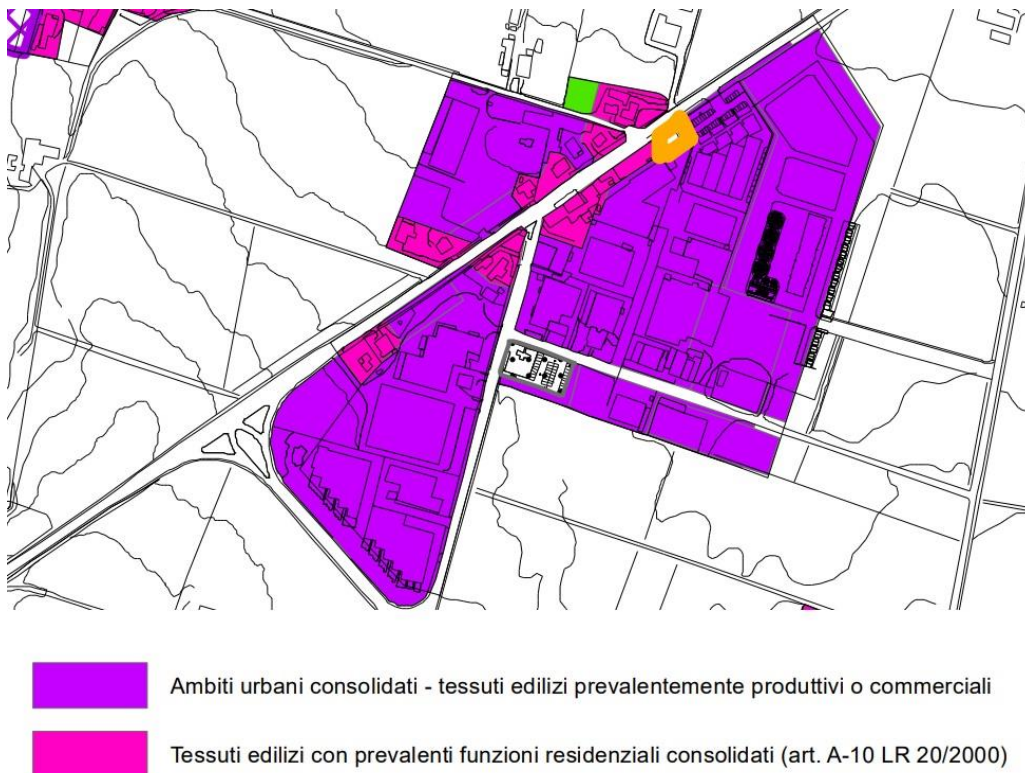 Ambiti urbani consolidati - tessuti edilizi prevalentemente produttivi o commerciali
Tessuti edilizi con prevalenti funzioni residenziali consolidati (art. A-10 LR 20/2000)